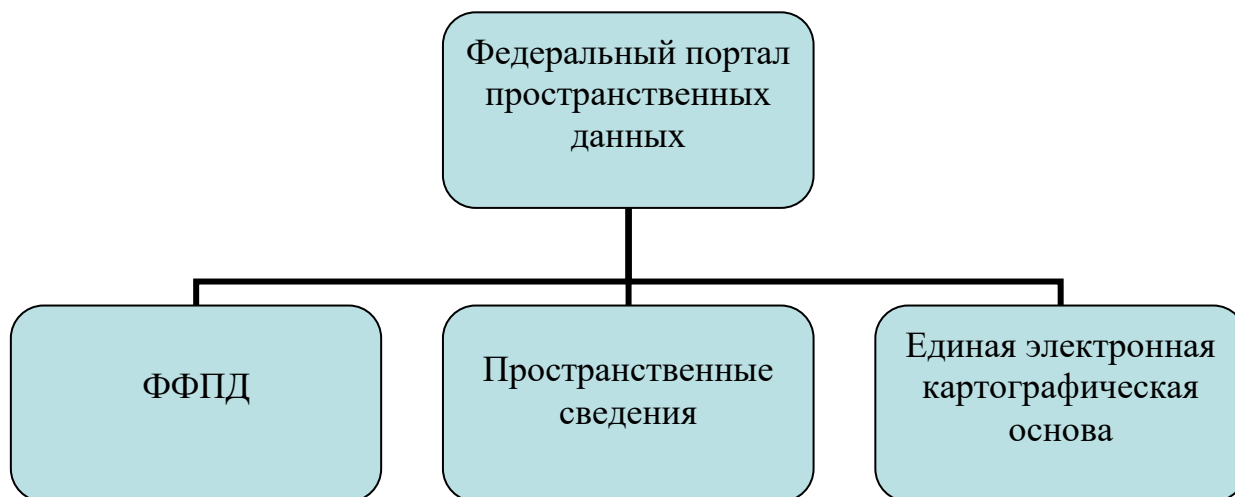 Федеральный портал
пространственных
данных
ФФПД
Пространственные
сведения
Единая электронная
картографическая
основа